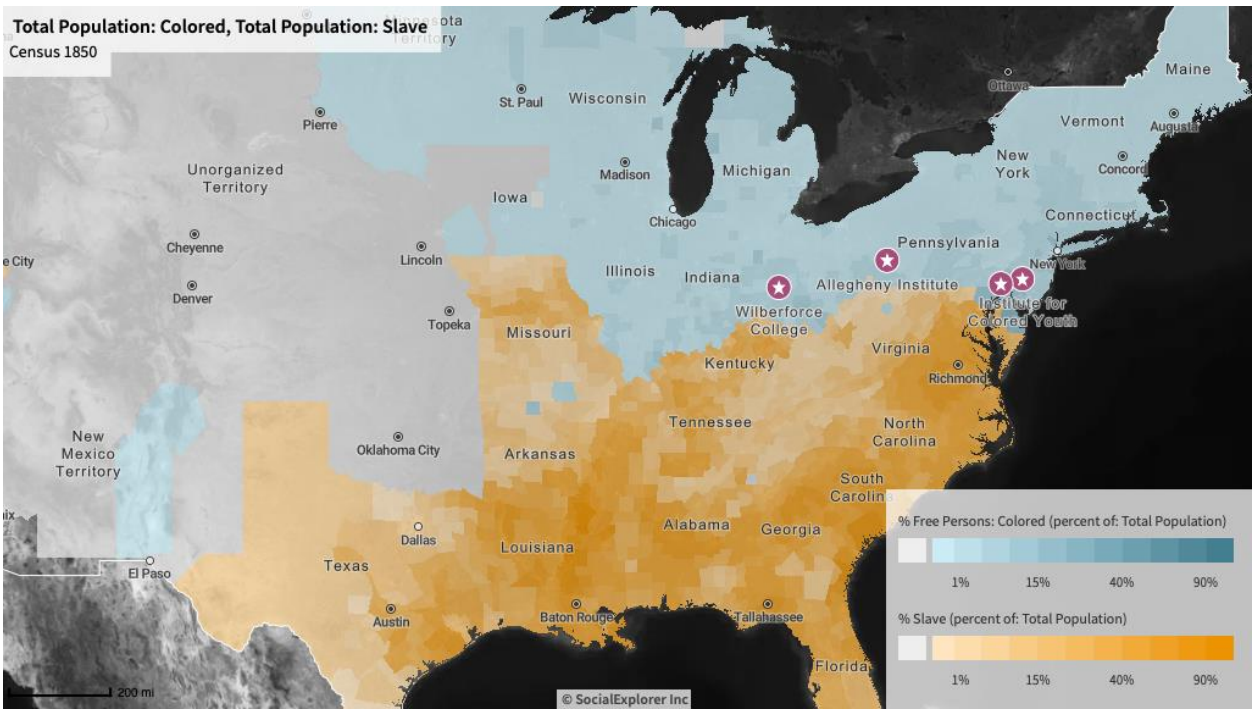 Total Population: Colored, Total Population: Slave
Census 1850
Minnesota
Territory
Ottawa
Maine
St. Paul
Wisconsin
Pierre
Vermont
Augusta
Unorganized
Territory
Madison
Michigan
New
York
Concord
Iowa
Chicago
Connecticut
Cheyenne
Lincoln
Pennsylvania
New York
e City
Denver
Illinois
Indiana
Allegheny Institute
Institute for
Colored Youth
Wilberforce
College
Topeka
Missouri
Kentucky
Virginia
Richmond
Tennessee
North
Carolina
New
Mexico
Territory
Oklahoma City
Arkansas
South
Carolina
Alabama
Georgia
Dallas
Louisiana
ix
El Paso
Texas
Austin
Baton Rouge
Tallahassee
Florida
% Free Persons: Colored (percent of: Total Population)
1% 15% 40% 90%
% Slave (percent of: Total Population)
1% 15% 40% 90%
200 mi
© SocialExplorer Inc